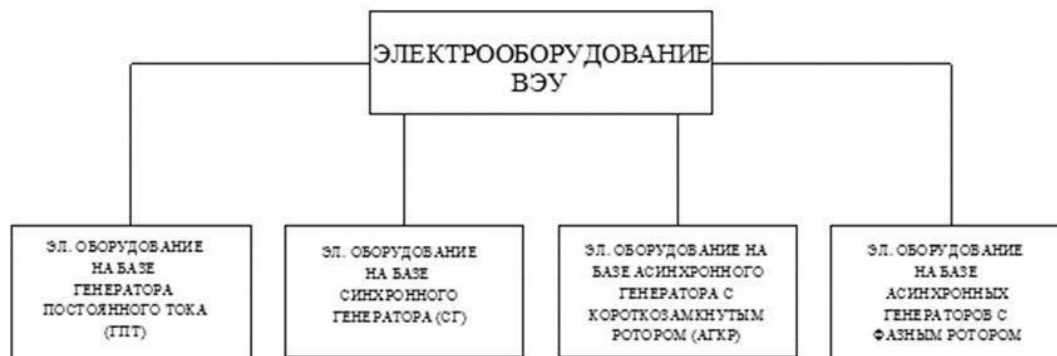 ЭЛЕКТРООБОРУДОВАНИЕ
ВЭУ
ЭЛ. ОБОРУДОВАНИЕ
НА БАЗЕ
ГЕНЕРАТОРА
ПОСТОЯННОГО ТОКА
(ГПТ)
ЭЛ. ОБОРУДОВАНИЕ
НА БАЗЕ
СИНХРОННОГО
ГЕНЕРАТОРА (СГ)
ЭЛ. ОБОРУДОВАНИЕ НА
БАЗЕ АСИНХРОННОГО
ГЕНЕРАТОРА С
КОРОТКОЗАМКНУТЫМ
РОТОРОМ (АГКР)
ЭЛ. ОБОРУДОВАНИЕ
НА БАЗЕ
АСИНХРОННЫХ
ГЕНЕРАТОРОВ С
ФАЗНЫМ РОТОРОМ